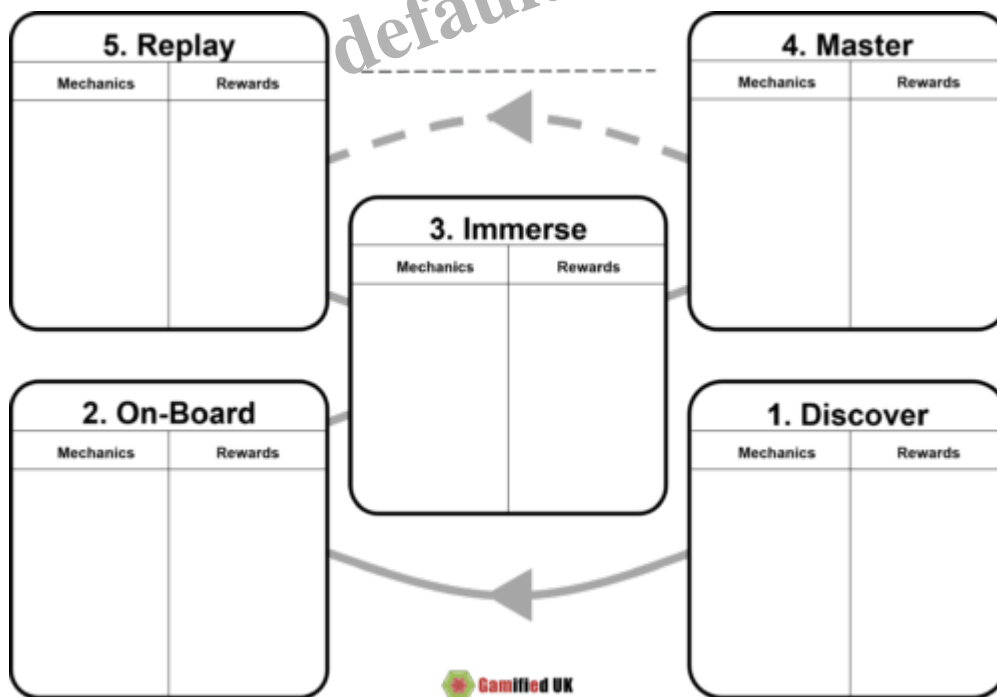 default
5. Replay
Mechanics Rewards
4. Master
Mechanics Rewards
3. Immerse
Mechanics Rewards
2. On-Board
Mechanics Rewards
1. Discover
Mechanics Rewards
Gamified UK